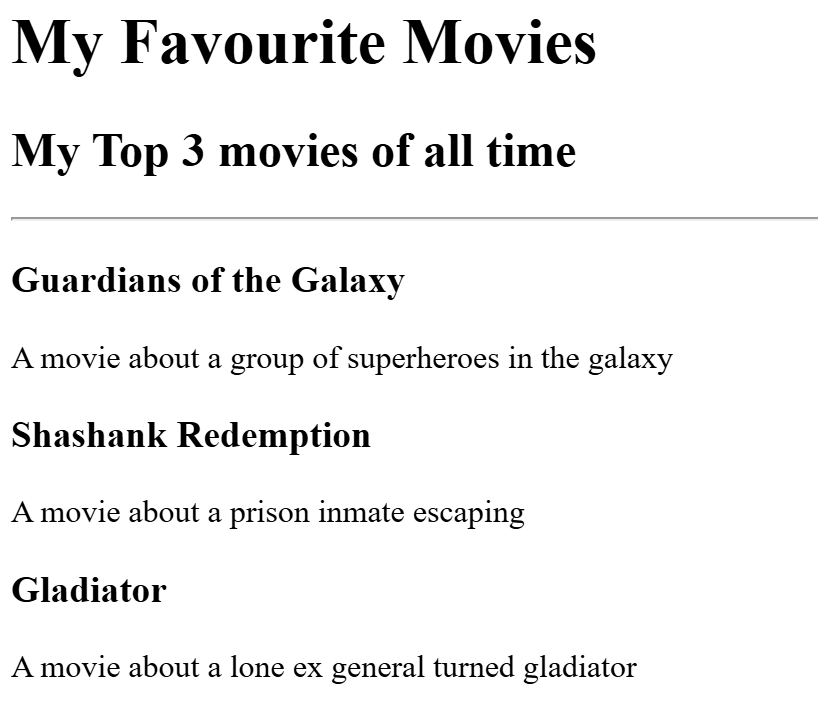 My Favourite Movies
My Top 3 movies of all time
Guardians of the Galaxy
A movie about a group of superheroes in the galaxy
Shashank Redemption
A movie about a prison inmate escaping
Gladiator
A movie about a lone ex general turned gladiator